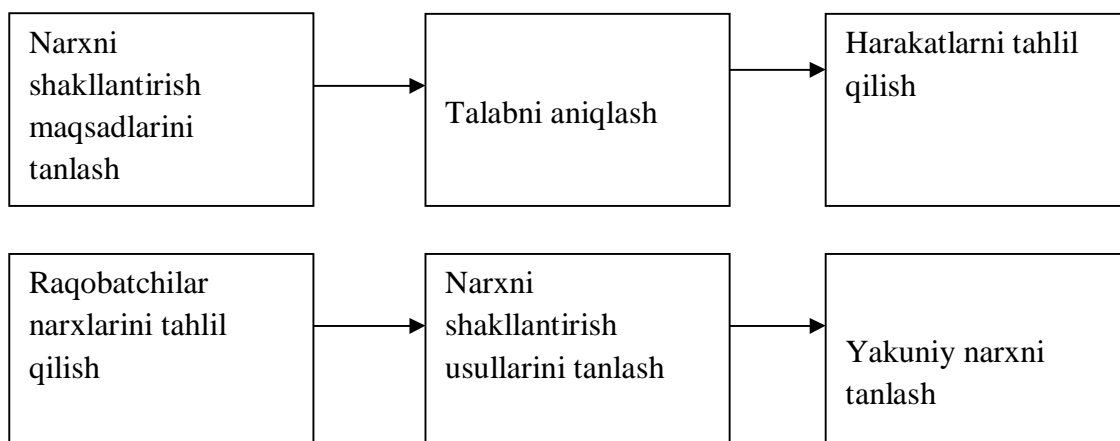 Narxni
shakllantirish
maqsadlarini
tanlash
Talabni aniqlash
Harakatlarni tahlil
qilish
Raqobatchilar
narxlarini tahlil
qilish
Narxni
shakllantirish
usullarini tanlash
Yakuniy narxni
tanlash